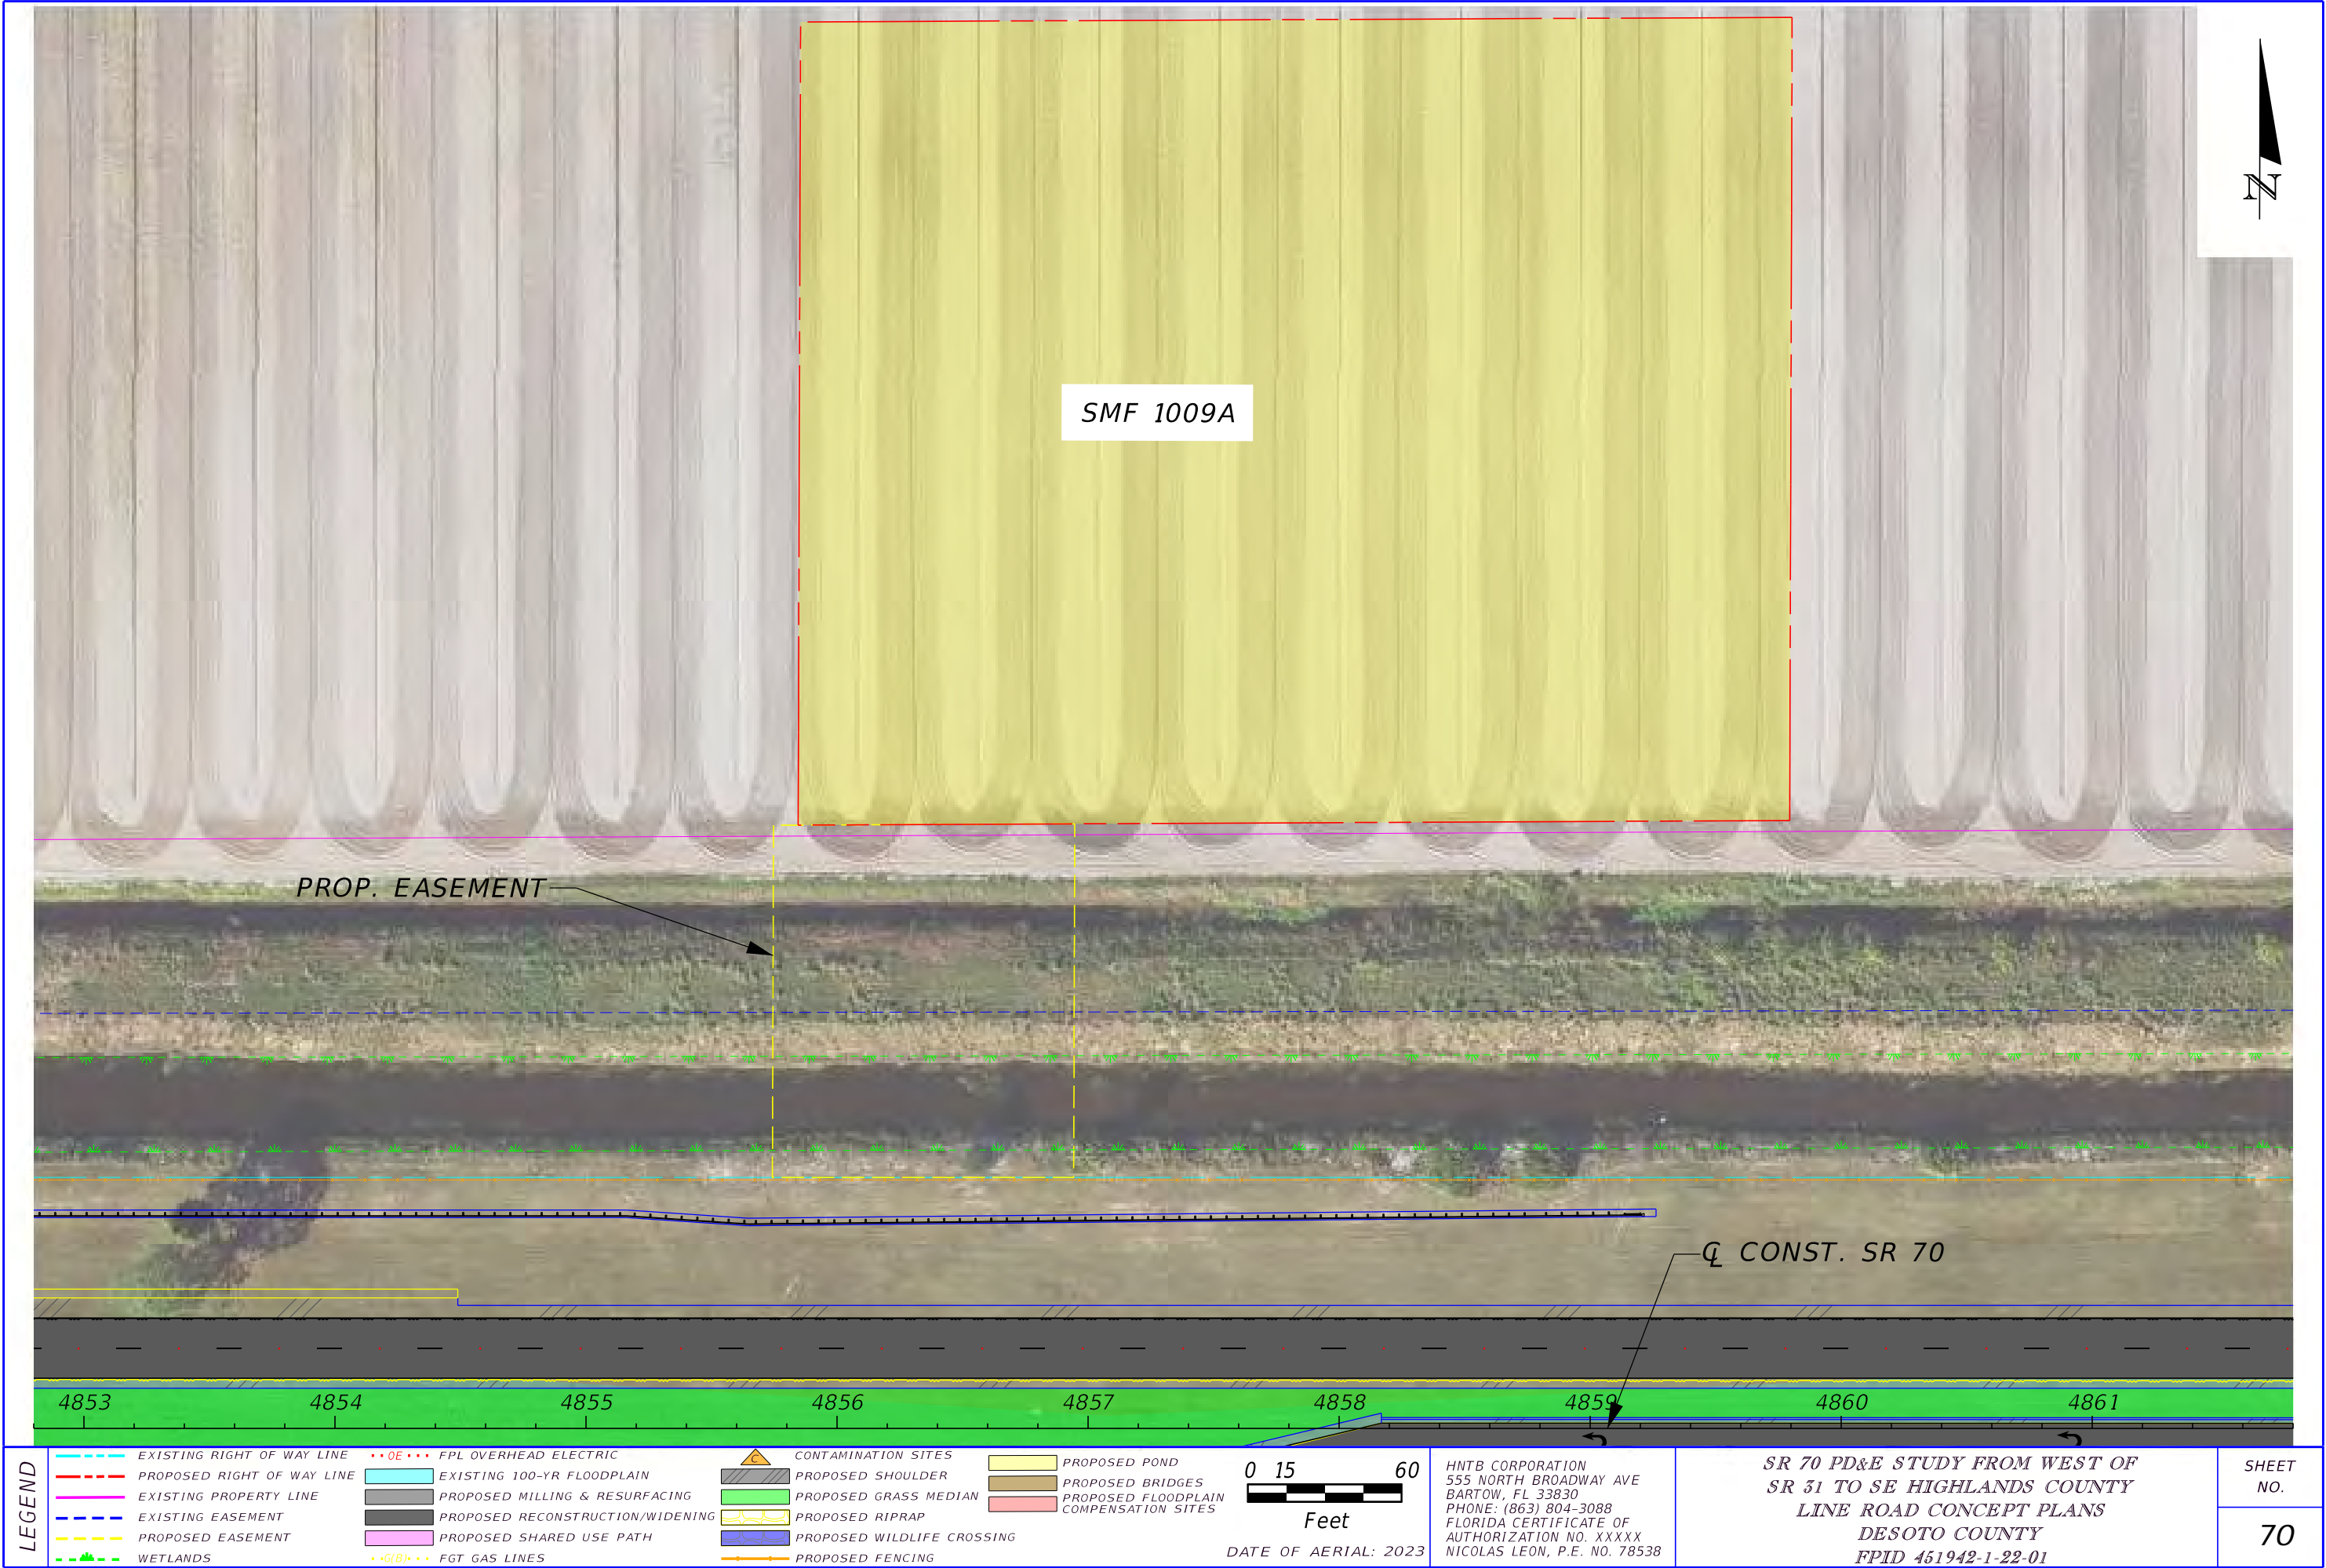 N
SMF 1009A
PROP. EASEMENT
℄ CONST. SR 70
4853 4854 4855 4856 4857 4858 4859 4860 4861
LEGEND
EXISTING RIGHT OF WAY LINE
PROPOSED RIGHT OF WAY LINE
EXISTING PROPERTY LINE
EXISTING EASEMENT
PROPOSED EASEMENT
WETLANDS
OE FPL OVERHEAD ELECTRIC
EXISTING 100-YR FLOODPLAIN
PROPOSED MILLING & RESURFACING
PROPOSED RECONSTRUCTION/WIDENING
PROPOSED SHARED USE PATH
FGT GAS LINES
C CONTAMINATION SITES
PROPOSED SHOULDER
PROPOSED GRASS MEDIAN
PROPOSED RIPRAP
PROPOSED WILDLIFE CROSSING
PROPOSED FENCING
PROPOSED POND
PROPOSED BRIDGES
PROPOSED FLOODPLAIN
COMPENSATION SITES
0 15 60
Feet
DATE OF AERIAL: 2023
HNTB CORPORATION
555 NORTH BROADWAY AVE
BARTOW, FL 33830
PHONE: (863) 804-3088
FLORIDA CERTIFICATE OF
AUTHORIZATION NO. XXXXX
NICOLAS LEON, P.E. NO. 78538
SR 70 PD&E STUDY FROM WEST OF
SR 31 TO SE HIGHLANDS COUNTY
LINE ROAD CONCEPT PLANS
DESOTO COUNTY
FPID 451942-1-22-01
SHEET
NO.
70